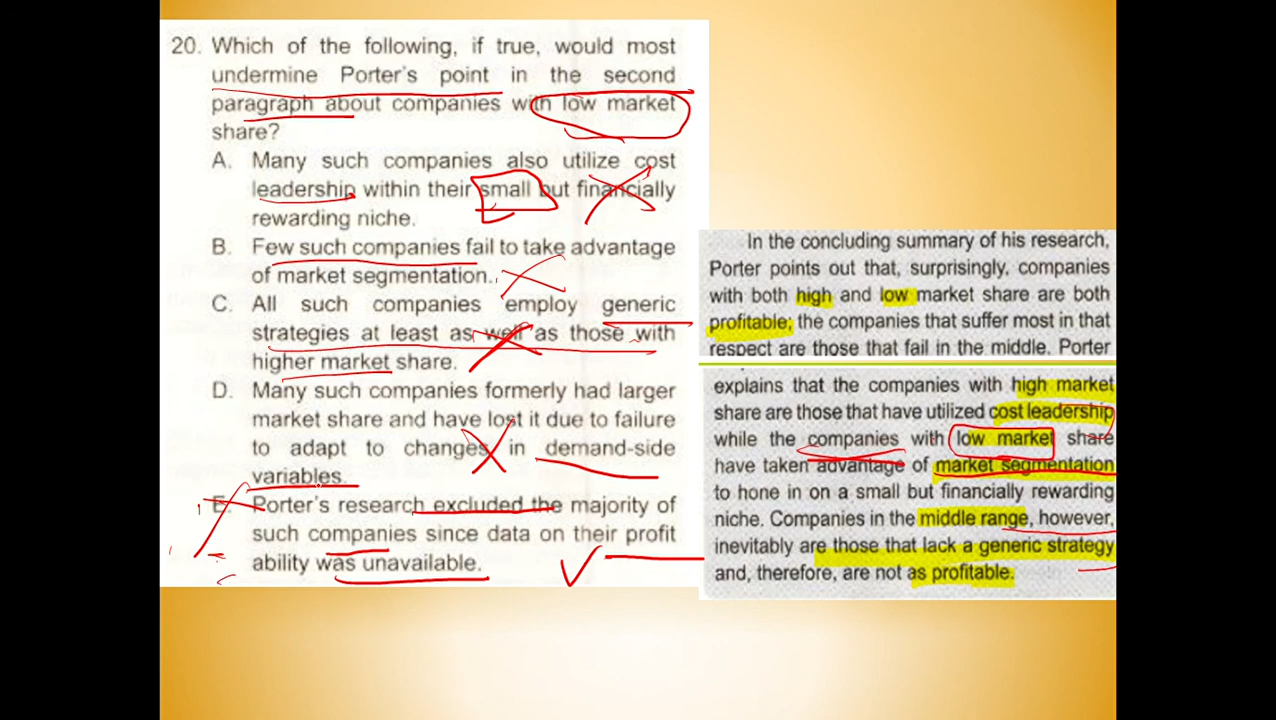 20. Which of the following, if true, would most
undermine Porter's point in the second
paragraph about companies with low market
share?
A. Many such companies also utilize cost
leadership within their small but financially
rewarding niche.
B. Few such companies fail to take advantage
of market segmentation.
C. All such companies employ generic
strategies at least as well as those with
higher market share.
D. Many such companies formerly had larger
market share and have lost it due to failure
to adapt to changes in demand-side
variables.
E. Porter's research excluded the majority of
such companies since data on their profit
ability was unavailable.
In the concluding summary of his research,
Porter points out that, surprisingly, companies
with both high and low market share are both
profitable; the companies that suffer most in that
respect are those that fail in the middle. Porter
explains that the companies with high market
share are those that have utilized cost leadership
while the companies with low market share
have taken advantage of market segmentation
to hone in on a small but financially rewarding
niche. Companies in the middle range, however,
inevitably are those that lack a generic strategy
and, therefore, are not as profitable.